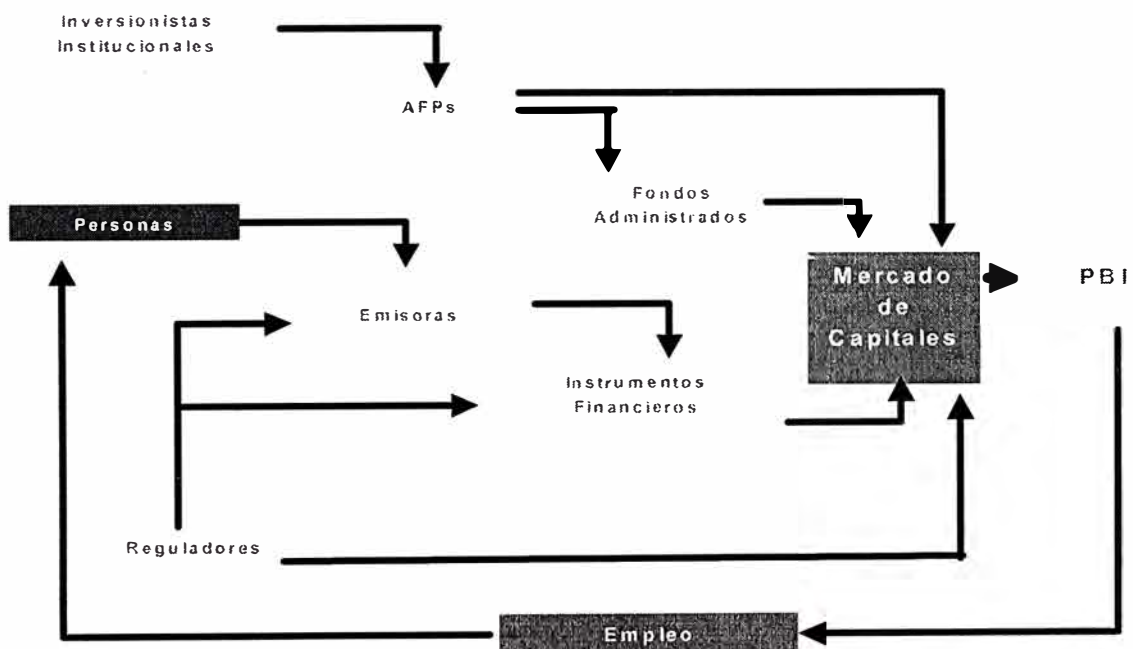 Inversionistas
Institucionales
AFPs
Fondos
Administrados
Personas
Mercado
de
Capitales
PBI
Emisoras
Instrumentos
Financieros
Reguladores
Empleo